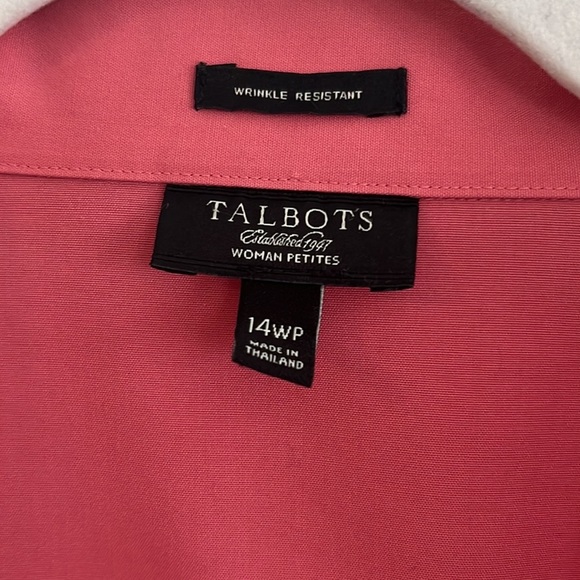 WRINKLE RESISTANT
TALBOTS
Established 1947
WOMAN PETITES
14WP
MADE IN
THAILAND